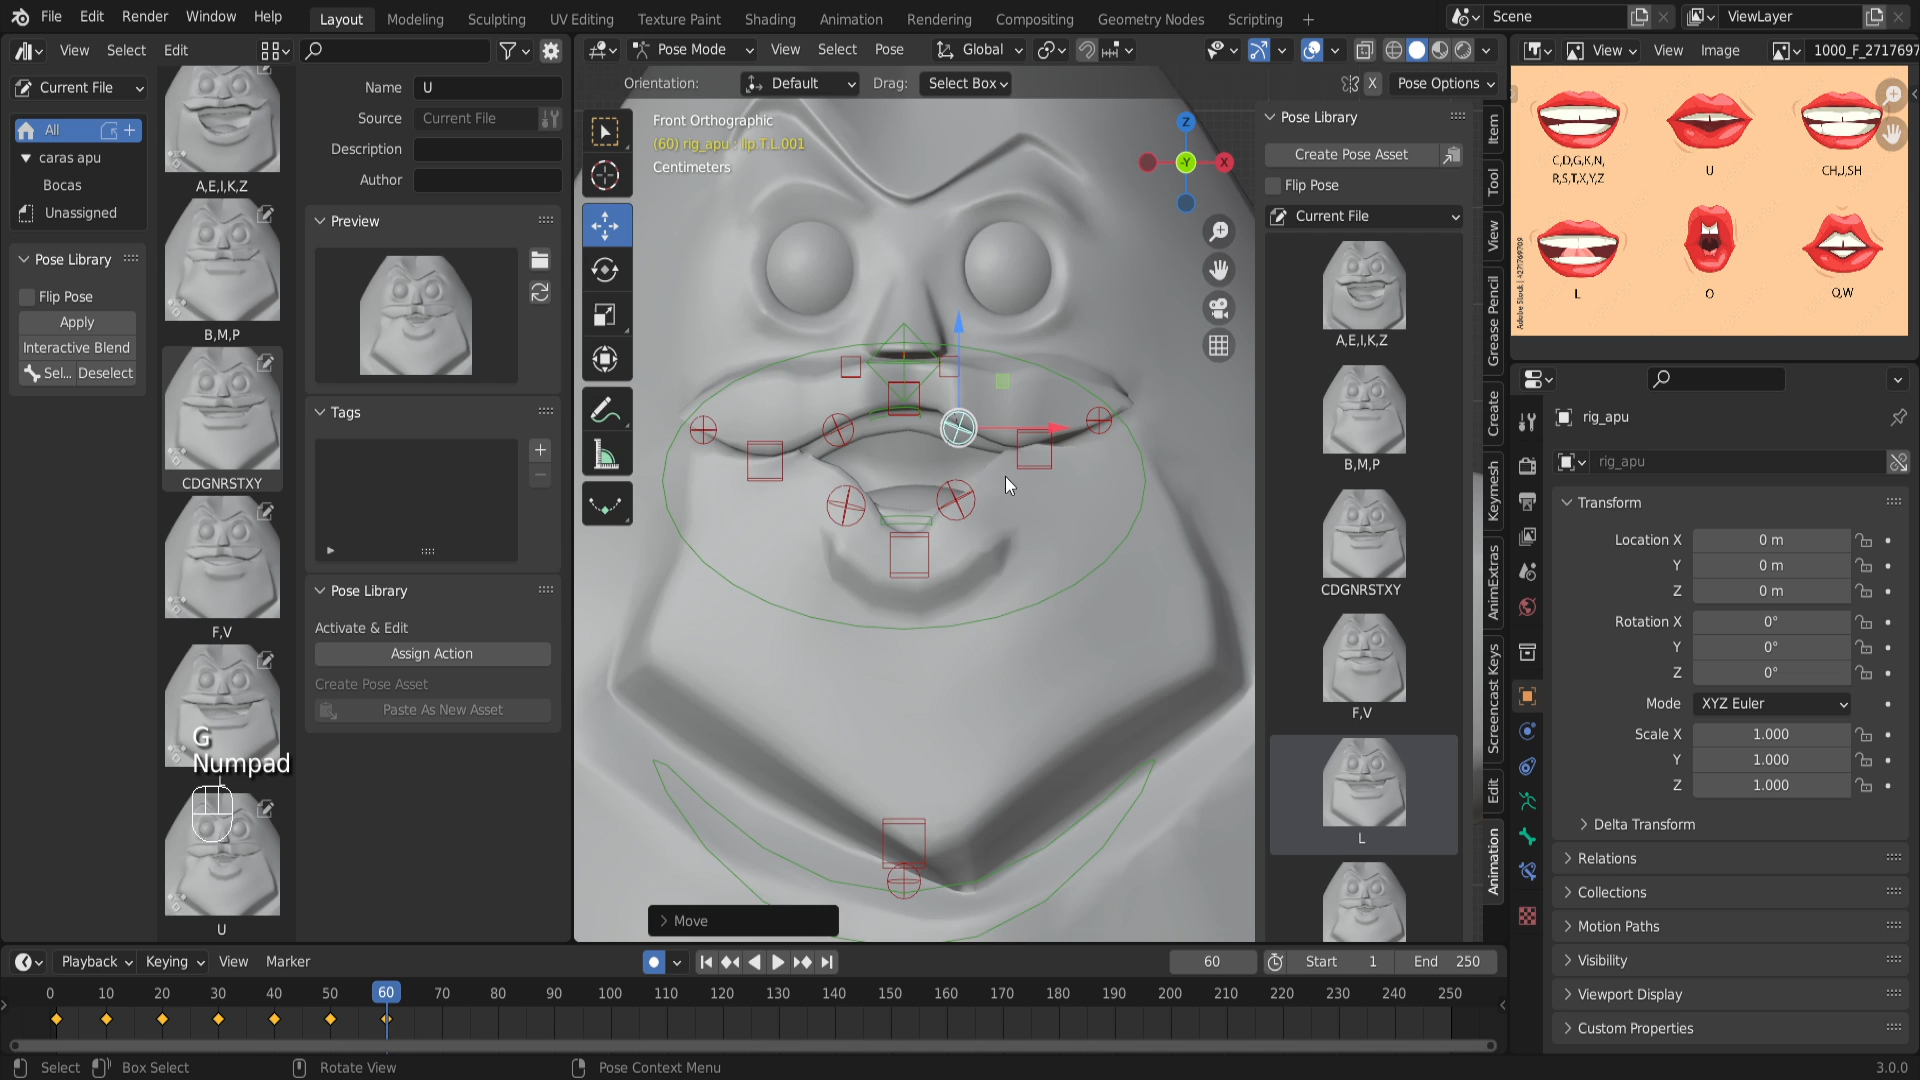 File Edit Render Window Help
Layout Modeling Sculpting UV Editing Texture Paint Shading Animation Rendering Compositing Geometry Nodes Scripting +
Scene
ViewLayer
View Select Edit
Pose Mode View Select Pose Global
View View Image 1000_F_2717697
Current File
All
caras apu
Bocas
Unassigned
Pose Library
Flip Pose
Apply
Interactive Blend
Sel... Deselect
A,E,I,K,Z
B,M,P
CDGNRSTXY
F,V
U
G
Numpad
Name U
Source Current File
Description
Author
Preview
Tags
Pose Library
Activate & Edit
Assign Action
Create Pose Asset
Paste As New Asset
Orientation: Default Drag: Select Box
X Pose Options
Front Orthographic
(60) rig_apu : lip.T.L.001
Centimeters
Z
-Y
X
Move
Pose Library
Create Pose Asset
Flip Pose
Current File
A,E,I,K,Z
B,M,P
CDGNRSTXY
F,V
L
Item
Tool
View
Grease Pencil
Create
Keymesh
AnimExtras
Screencast Keys
Edit
Animation
C,D,G,K,N,
R,S,T,X,Y,Z
U
CH,J,SH
L
O
Q,W
rig_apu
rig_apu
Transform
Location X 0 m
Y 0 m
Z 0 m
Rotation X 0°
Y 0°
Z 0°
Mode XYZ Euler
Scale X 1.000
Y 1.000
Z 1.000
Delta Transform
Relations
Collections
Motion Paths
Visibility
Viewport Display
Custom Properties
Playback Keying View Marker
60 Start 1 End 250
0 10 20 30 40 50 60 70 80 90 100 110 120 130 140 150 160 170 180 190 200 210 220 230 240 250
Select Box Select Rotate View Pose Context Menu 3.0.0